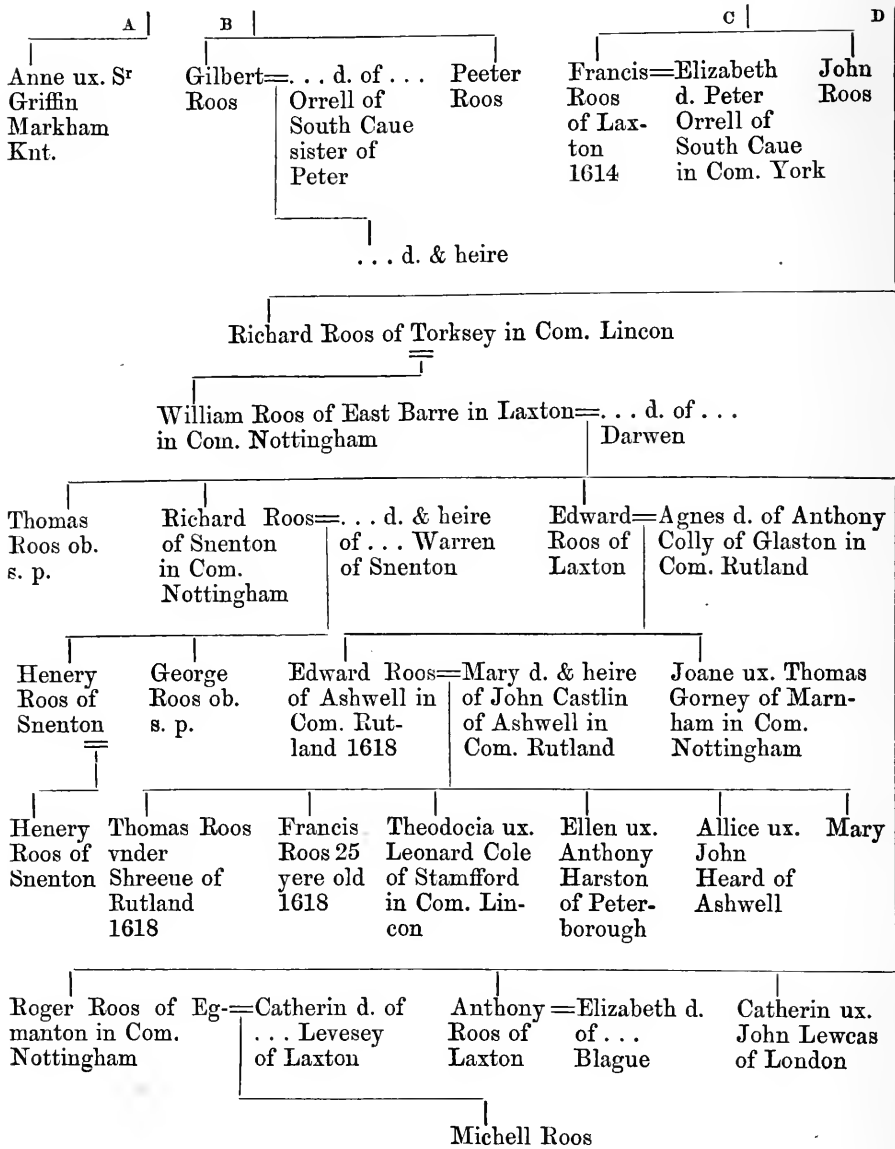 A B C D
Anne ux. Sʳ
Griffin
Markham
Knt.
Gilbert=. . . d. of . . .
Roos Orrell of
South Caue
sister of
Peter
Peeter
Roos
Francis=Elizabeth
Roos d. Peter
of Lax- Orrell of
ton South Caue
1614 in Com. York
John
Roos
. . . d. & heire
Richard Roos of Torksey in Com. Lincon
=
William Roos of East Barre in Laxton=. . . d. of . . .
in Com. Nottingham Darwen
Thomas
Roos ob.
s. p.
Richard Roos=. . . d. & heire
of Snenton of . . . Warren
in Com. of Snenton
Nottingham
Edward=Agnes d. of Anthony
Roos of Colly of Glaston in
Laxton Com. Rutland
Henery
Roos of
Snenton
=
George
Roos ob.
s. p.
Edward Roos=Mary d. & heire
of Ashwell in of John Castlin
Com. Rut- of Ashwell in
land 1618 Com. Rutland
Joane ux. Thomas
Gorney of Marn-
ham in Com.
Nottingham
Henery
Roos of
Snenton
Thomas Roos
vnder
Shreeue of
Rutland
1618
Francis
Roos 25
yere old
1618
Theodocia ux.
Leonard Cole
of Stamfford
in Com. Lin-
con
Ellen ux.
Anthony
Harston
of Peter-
borough
Allice ux.
John
Heard of
Ashwell
Mary
Roger Roos of Eg-=Catherin d. of
manton in Com. . . . Levesey
Nottingham of Laxton
Anthony=Elizabeth d.
Roos of of . . .
Laxton Blague
Catherin ux.
John Lewcas
of London
Michell Roos